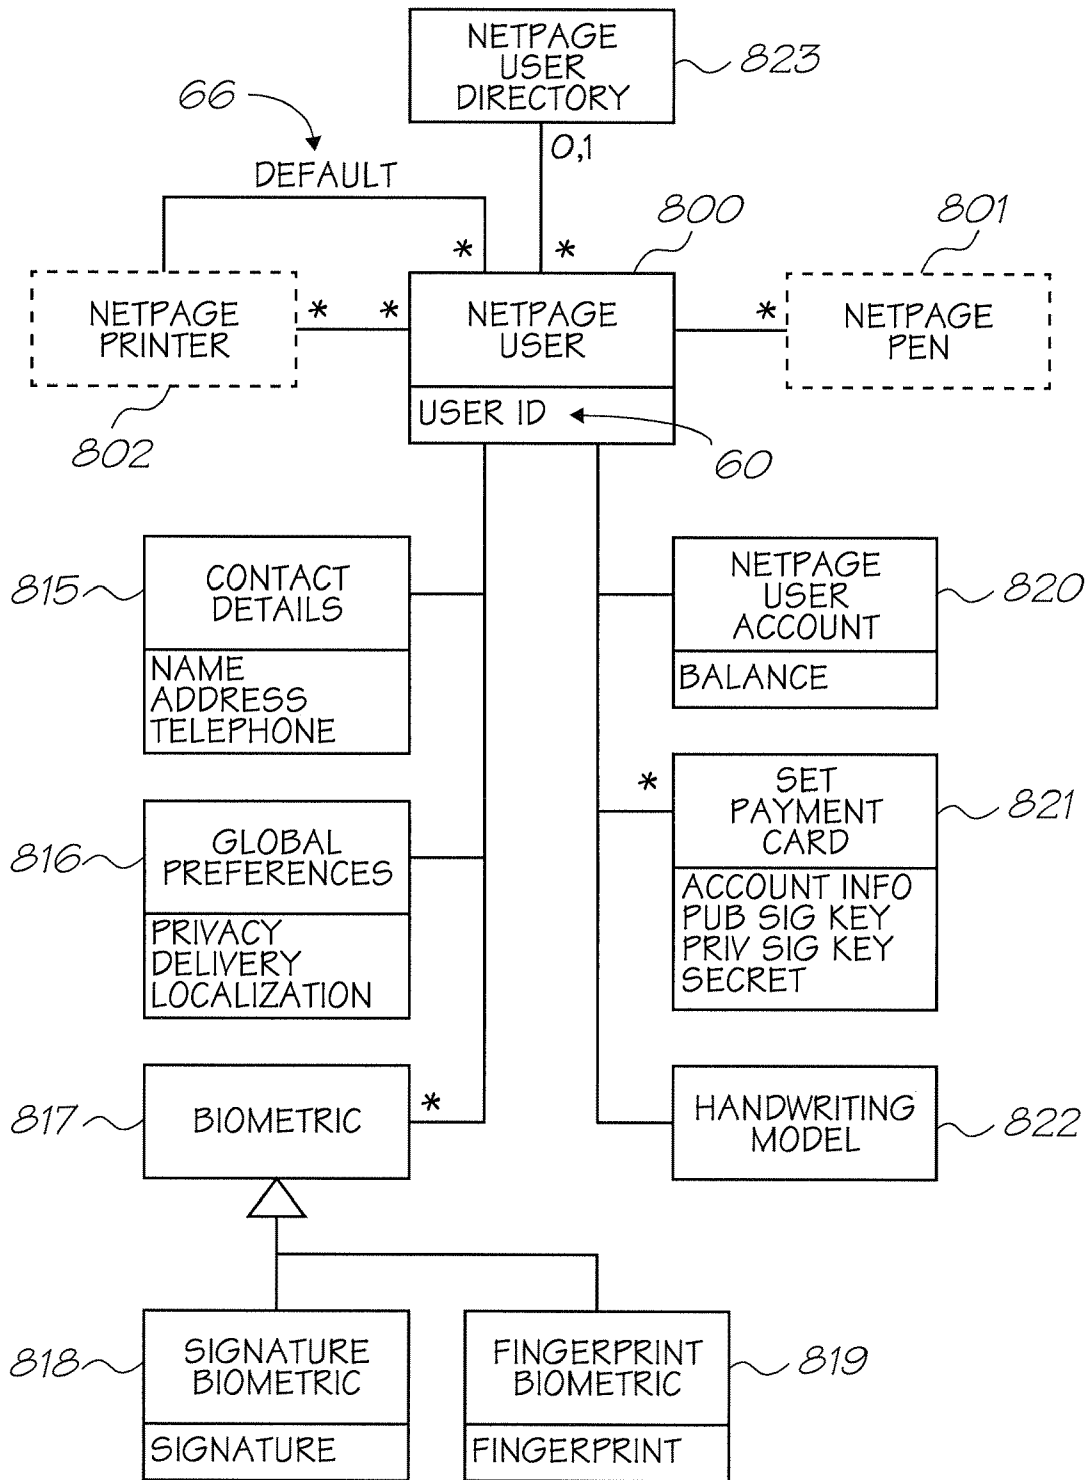 NETPAGE
USER
DIRECTORY
823
66
0,1
DEFAULT
800
801
*
*
NETPAGE
PRINTER
*
*
NETPAGE
USER
*
NETPAGE
PEN
USER ID
802
60
815
CONTACT
DETAILS
NAME
ADDRESS
TELEPHONE
NETPAGE
USER
ACCOUNT
820
BALANCE
816
GLOBAL
PREFERENCES
PRIVACY
DELIVERY
LOCALIZATION
*
SET
PAYMENT
CARD
821
ACCOUNT INFO
PUB SIG KEY
PRIV SIG KEY
SECRET
817
BIOMETRIC
*
HANDWRITING
MODEL
822
818
SIGNATURE
BIOMETRIC
SIGNATURE
FINGERPRINT
BIOMETRIC
819
FINGERPRINT